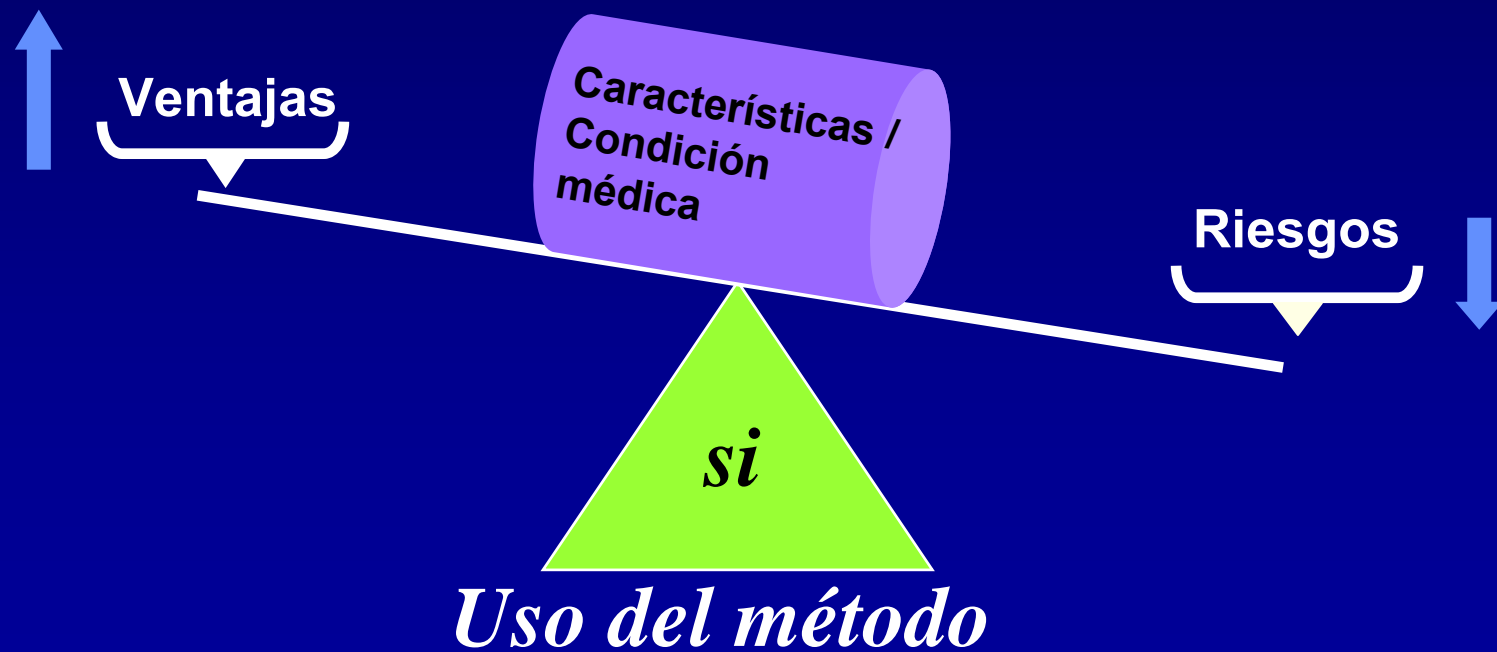 Ventajas
Características /
Condición
médica
Riesgos
si
Uso del método